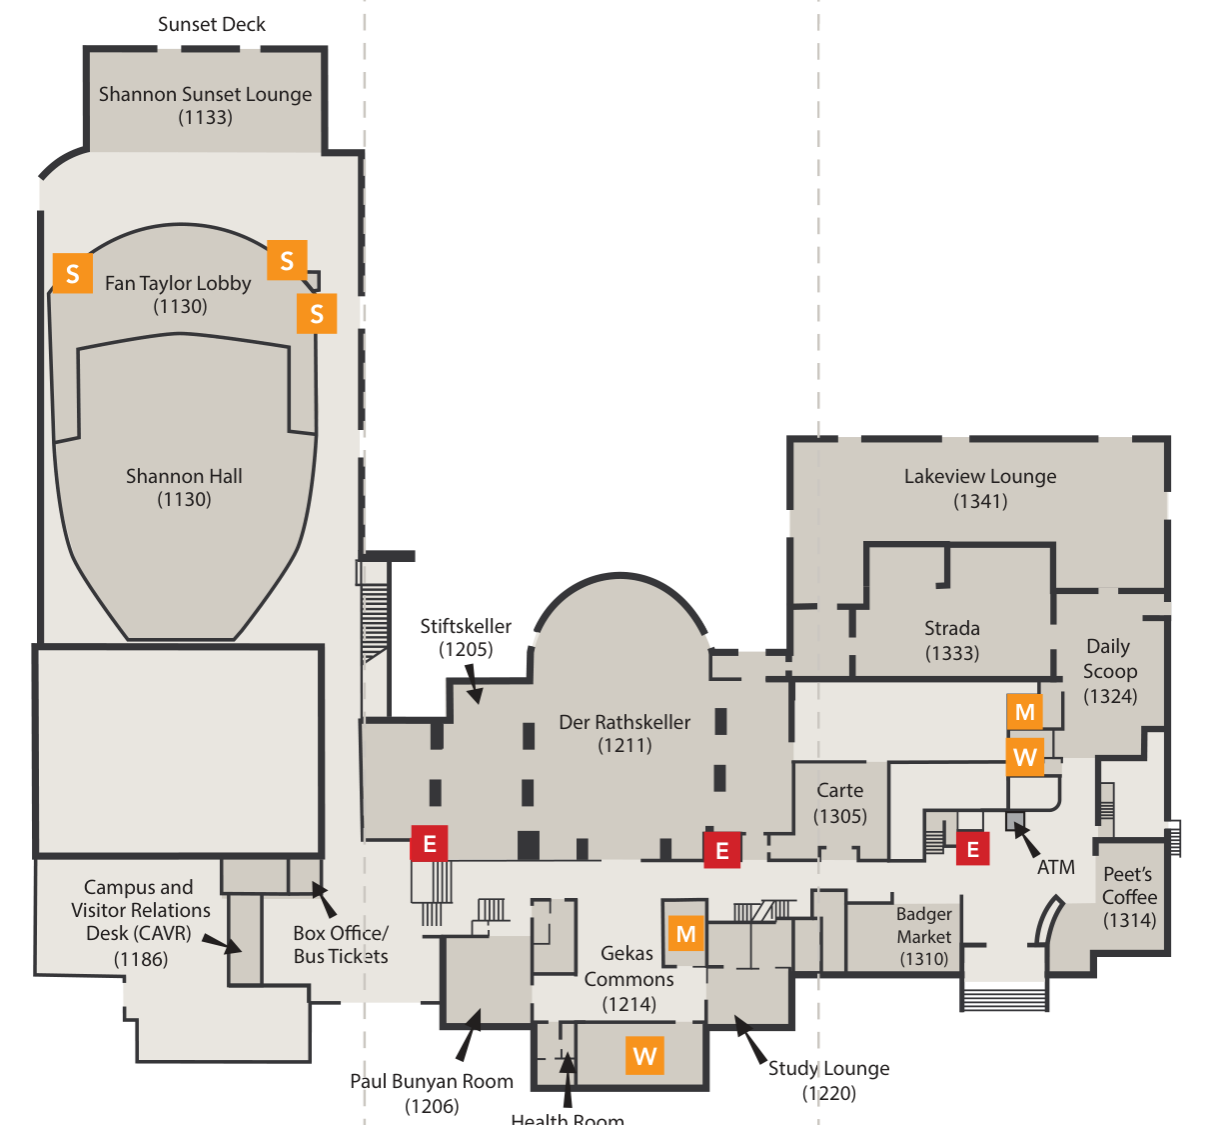 Sunset Deck
Shannon Sunset Lounge
(1133)
S
S
S
Fan Taylor Lobby
(1130)
Shannon Hall
(1130)
Lakeview Lounge
(1341)
Strada
(1333)
Daily
Scoop
(1324)
Stiftskeller
(1205)
Der Rathskeller
(1211)
M
W
Carte
(1305)
E
E
E
ATM
Peet's
Coffee
(1314)
Campus and
Visitor Relations
Desk (CAVR)
(1186)
Box Office/
Bus Tickets
M
Gekas
Commons
(1214)
Badger
Market
(1310)
W
Paul Bunyan Room
(1206)
Study Lounge
(1220)
Health Room